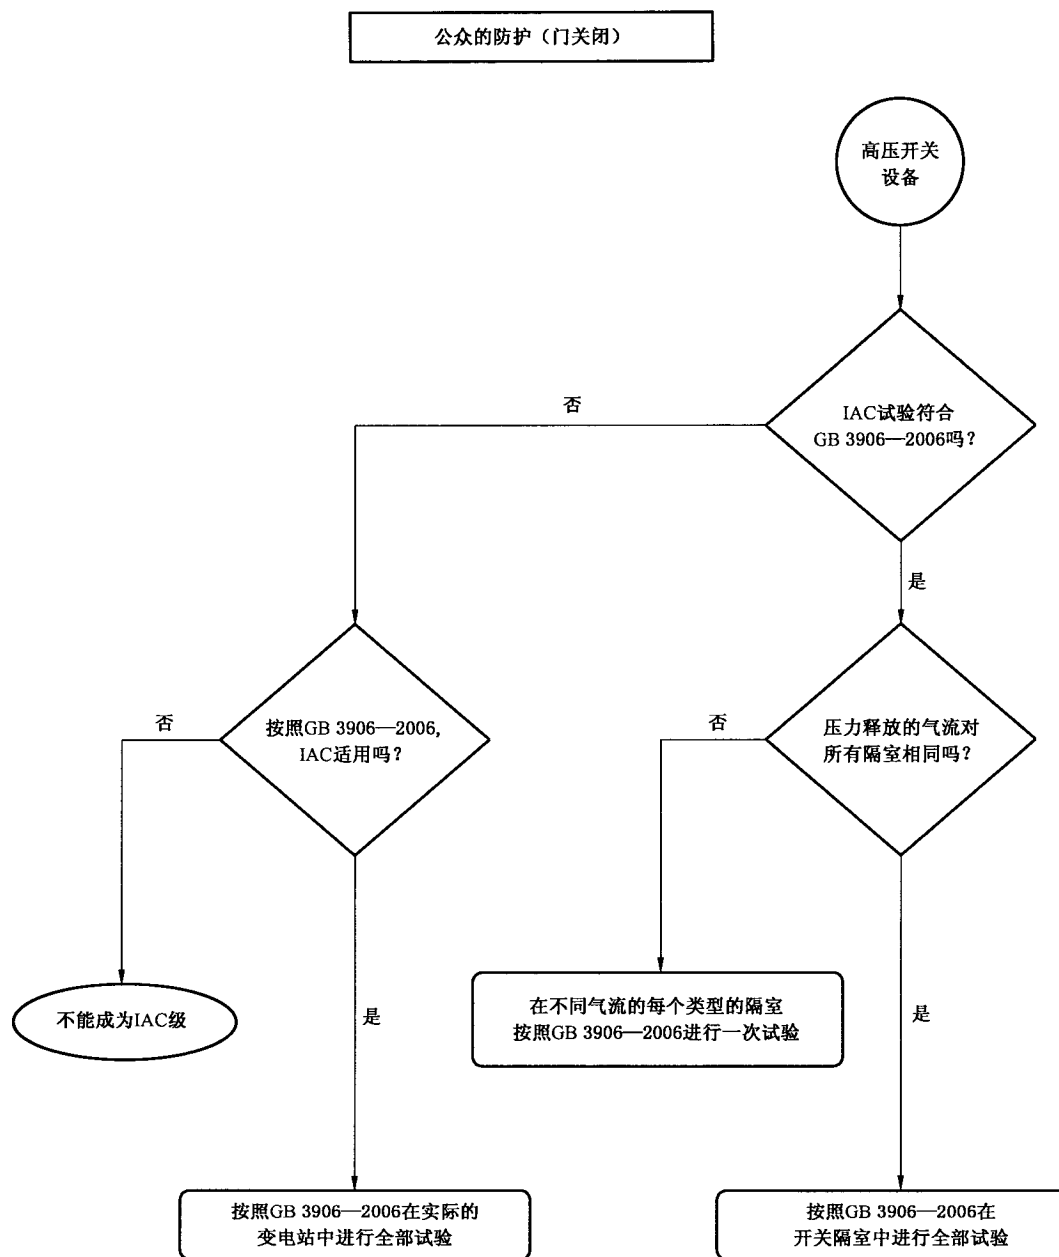 公众的防护（门关闭）
高压开关
设备
IAC试验符合
GB 3906—2006吗？
否
是
按照GB 3906—2006,
IAC适用吗？
否
压力释放的气流对
所有隔室相同吗？
否
不能成为IAC级
是
在不同气流的每个类型的隔室
按照GB 3906—2006进行一次试验
是
按照GB 3906—2006在实际的
变电站中进行全部试验
按照GB 3906—2006在
开关隔室中进行全部试验